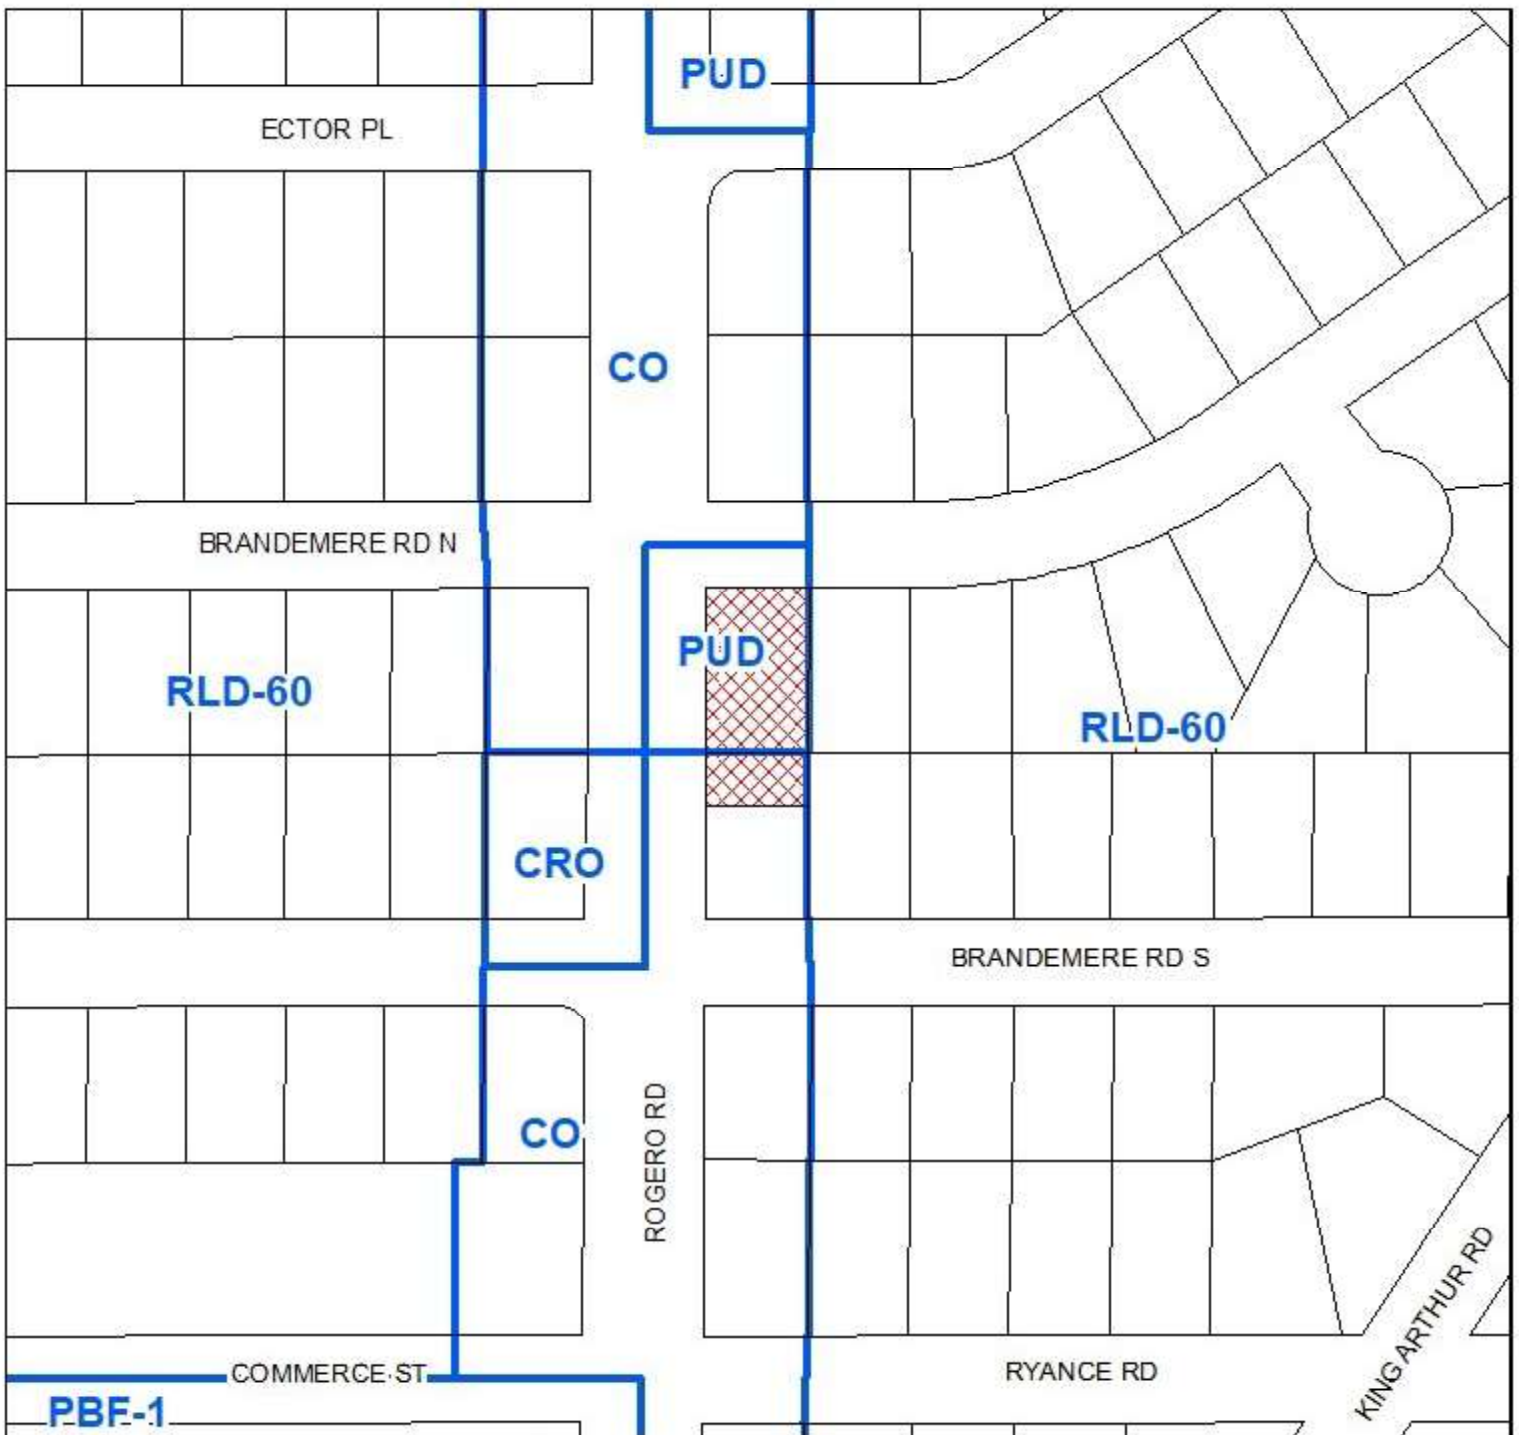 PUD
ECTOR PL
CO
BRANDEMERE RD N
PUD
RLD-60
RLD-60
CRO
BRANDEMERE RD S
CO
ROGERO RD
KING ARTHUR RD
COMMERCE ST
RYANCE RD
PBF-1